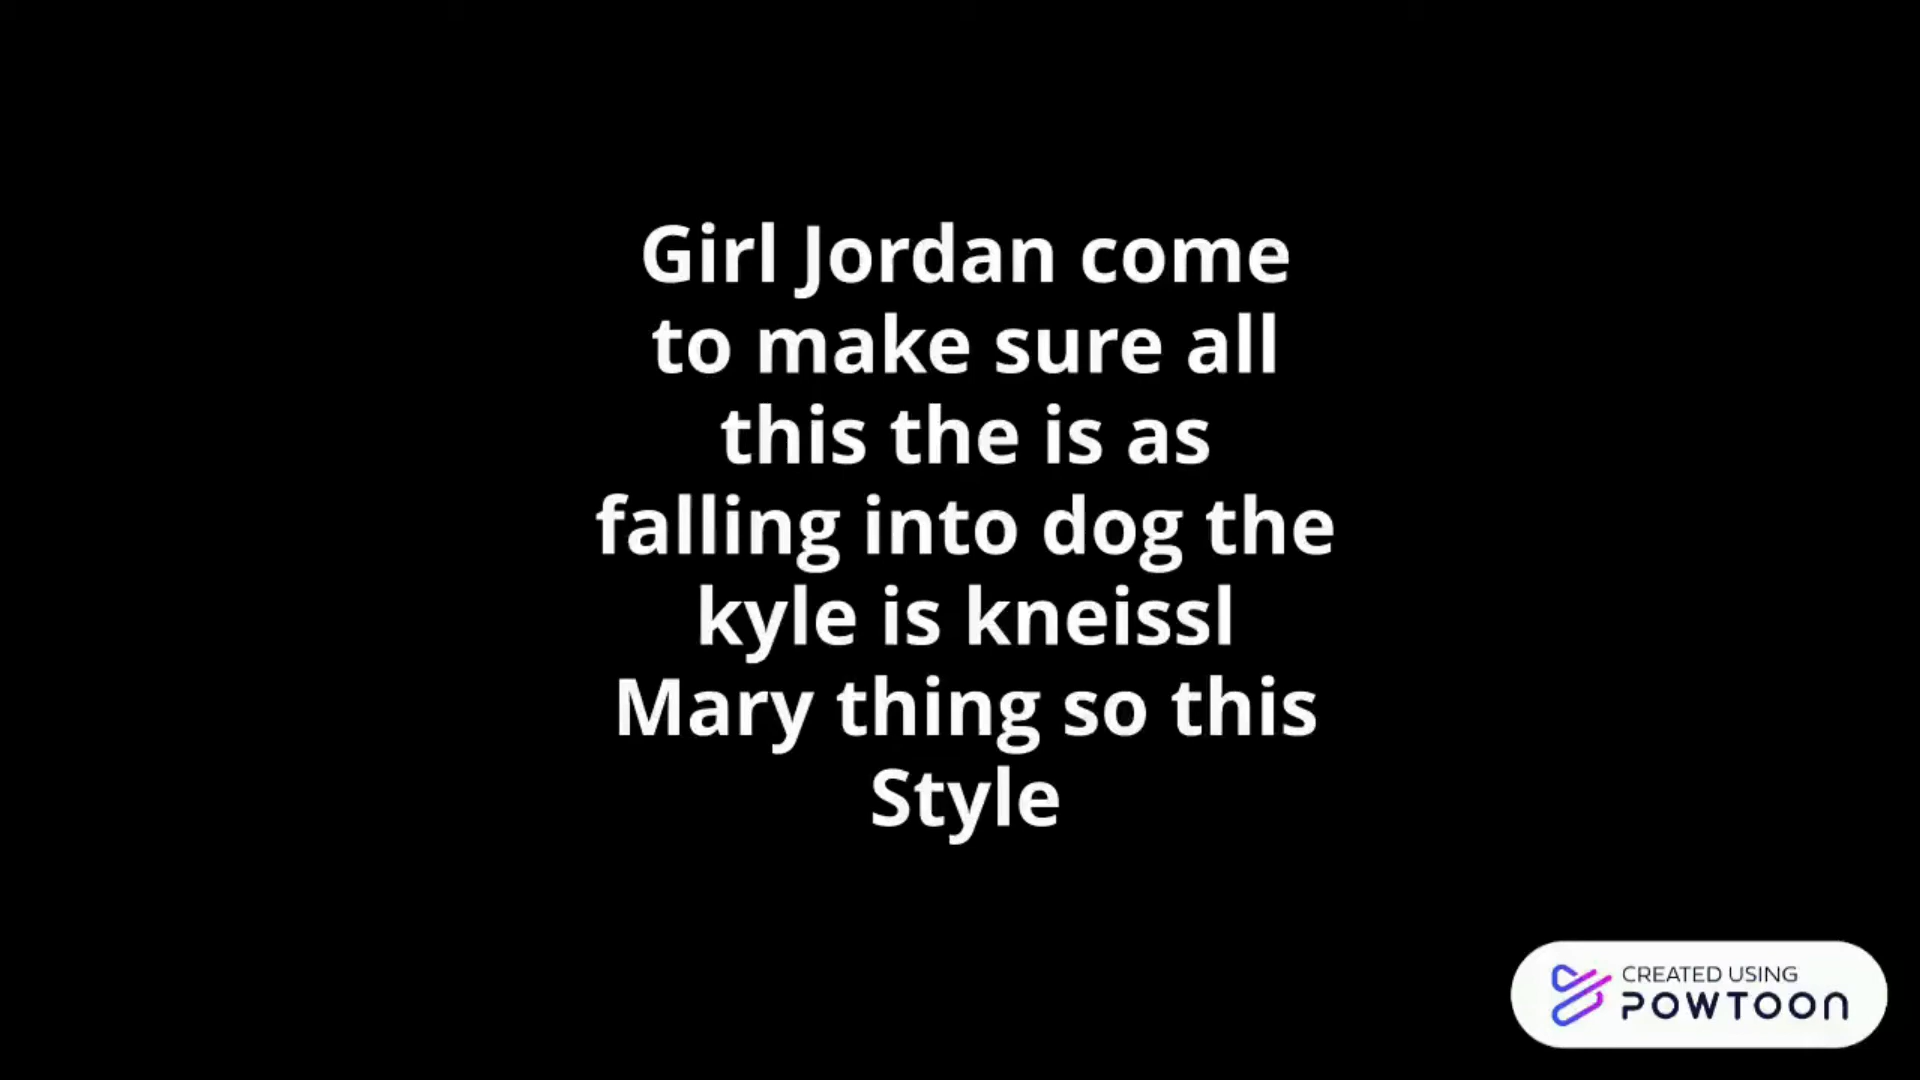 Girl Jordan come
to make sure all
this the is as
falling into dog the
kyle is kneissl
Mary thing so this
Style
CREATED USING
POWTOON